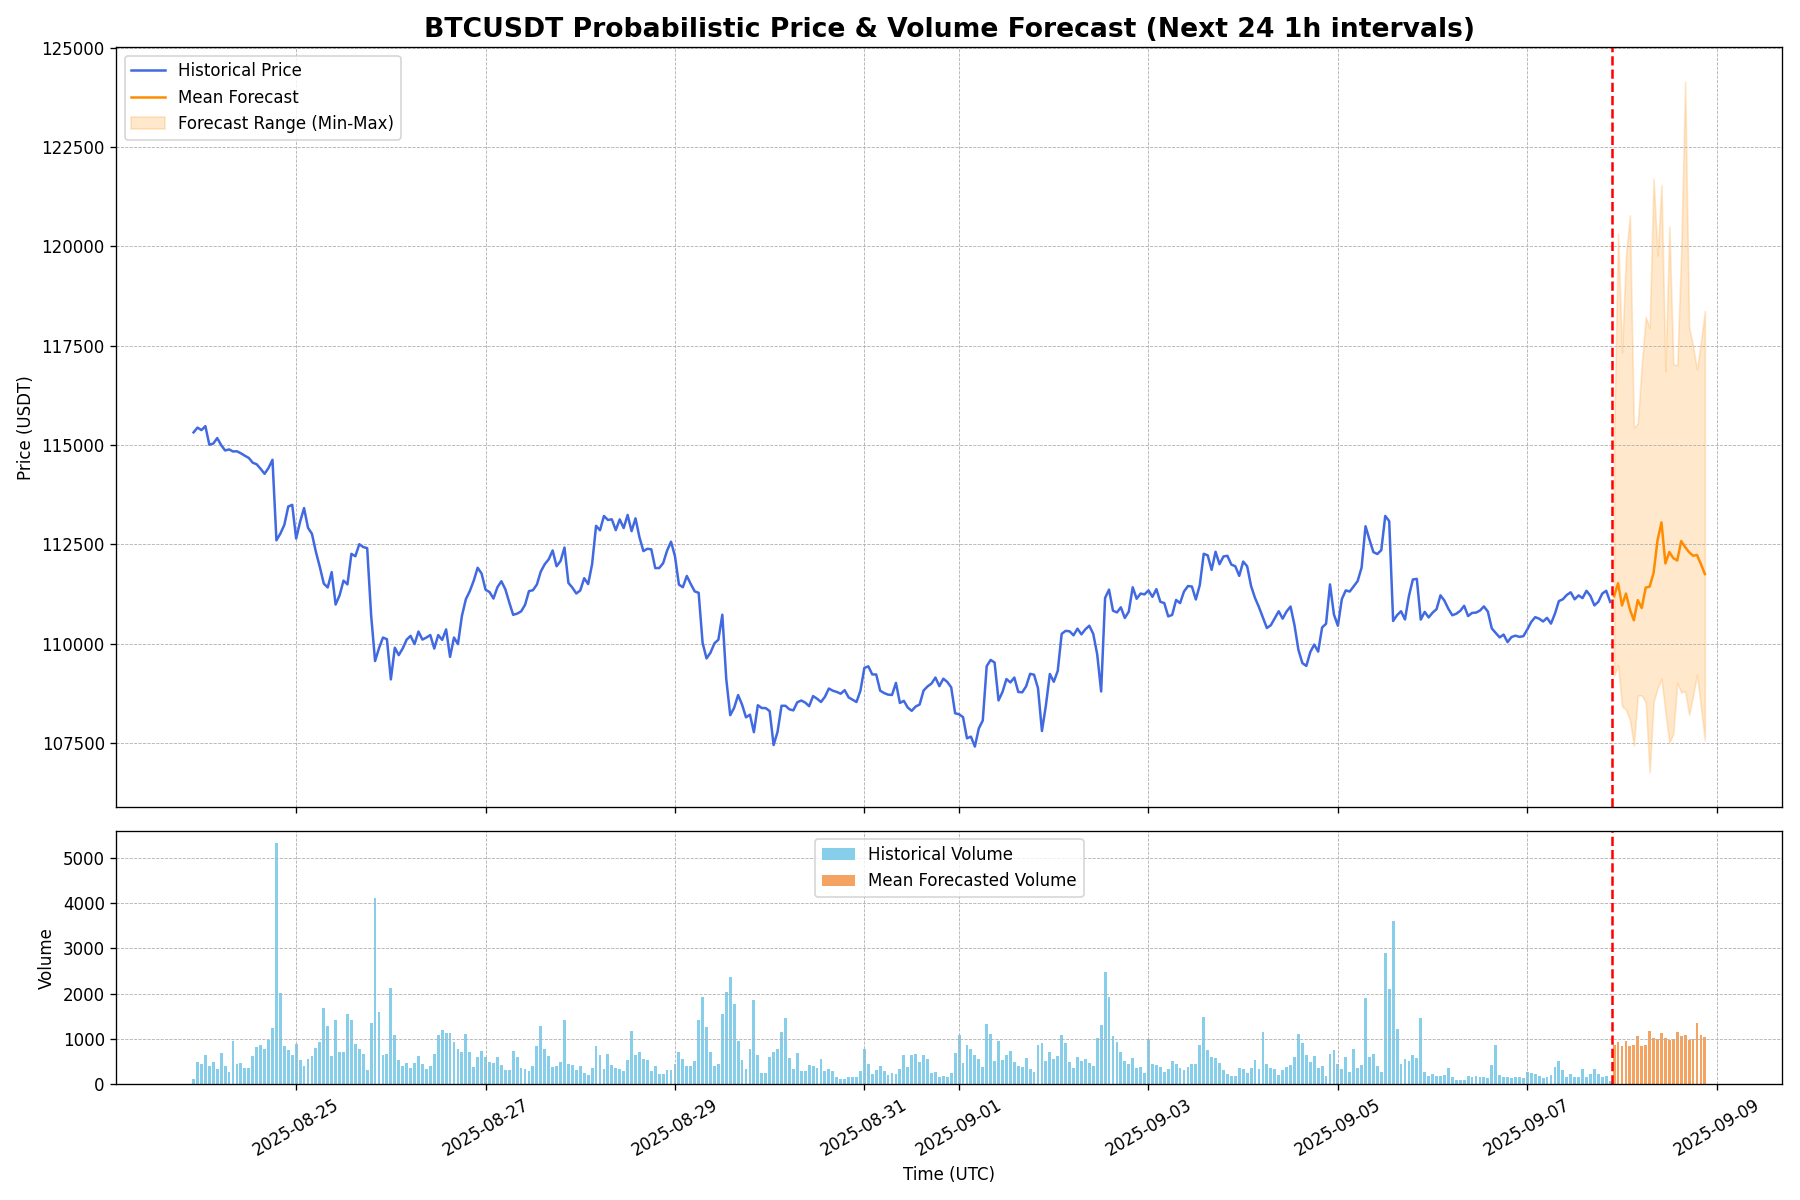 BTCUSDT Probabilistic Price & Volume Forecast (Next 24 1h intervals)
125000
122500
120000
117500
115000
112500
110000
107500
Price (USDT)
Historical Price
Mean Forecast
Forecast Range (Min-Max)
5000
4000
3000
2000
1000
0
Volume
Historical Volume
Mean Forecasted Volume
2025-08-25
2025-08-27
2025-08-29
2025-08-31
2025-09-01
2025-09-03
2025-09-05
2025-09-07
2025-09-09
Time (UTC)